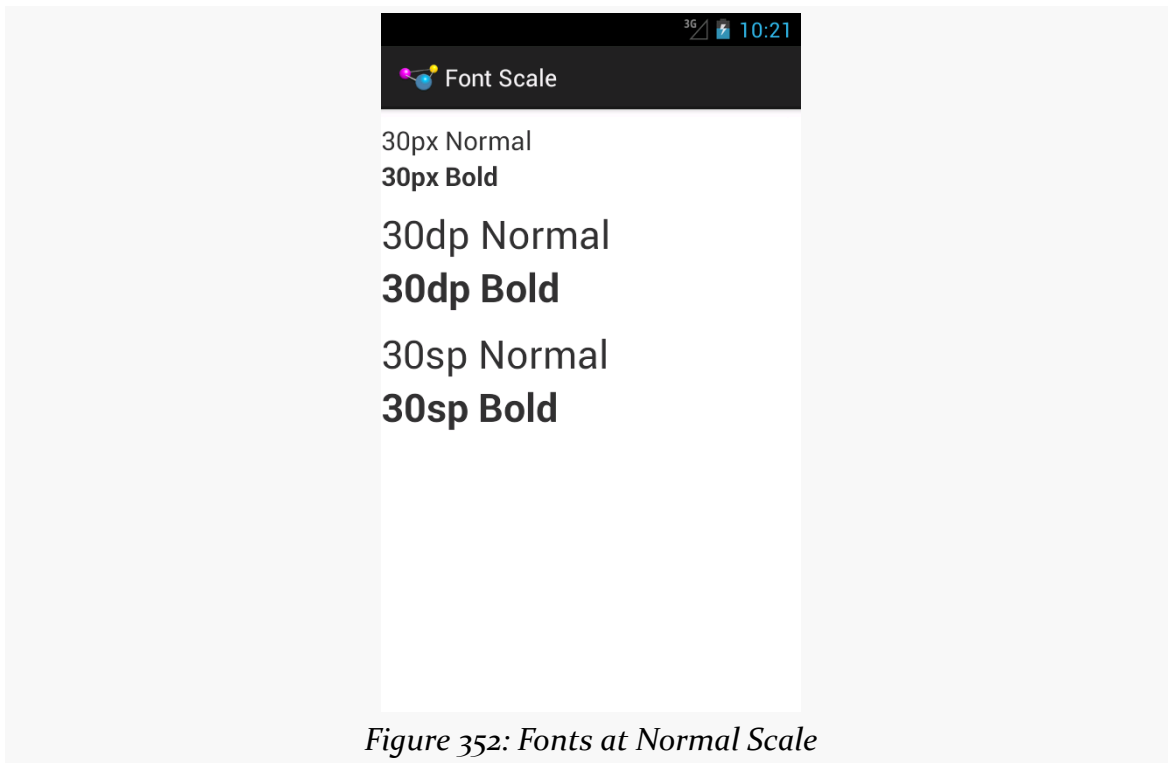 3G 10:21
Font Scale
30px Normal
30px Bold
30dp Normal
30dp Bold
30sp Normal
30sp Bold
Figure 352: Fonts at Normal Scale